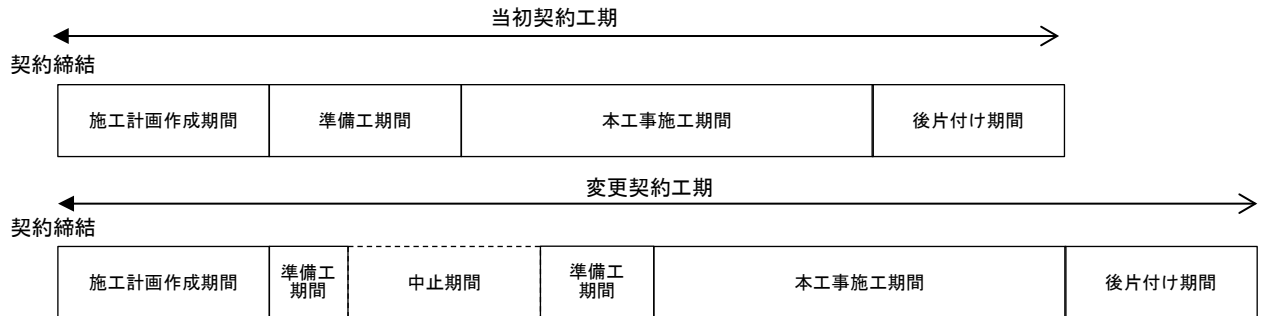 当初契約工期
契約締結
施工計画作成期間 準備工期間 本工事施工期間 後片付け期間
変更契約工期
契約締結
施工計画作成期間 準備工 期間 中止期間 準備工 期間 本工事施工期間 後片付け期間